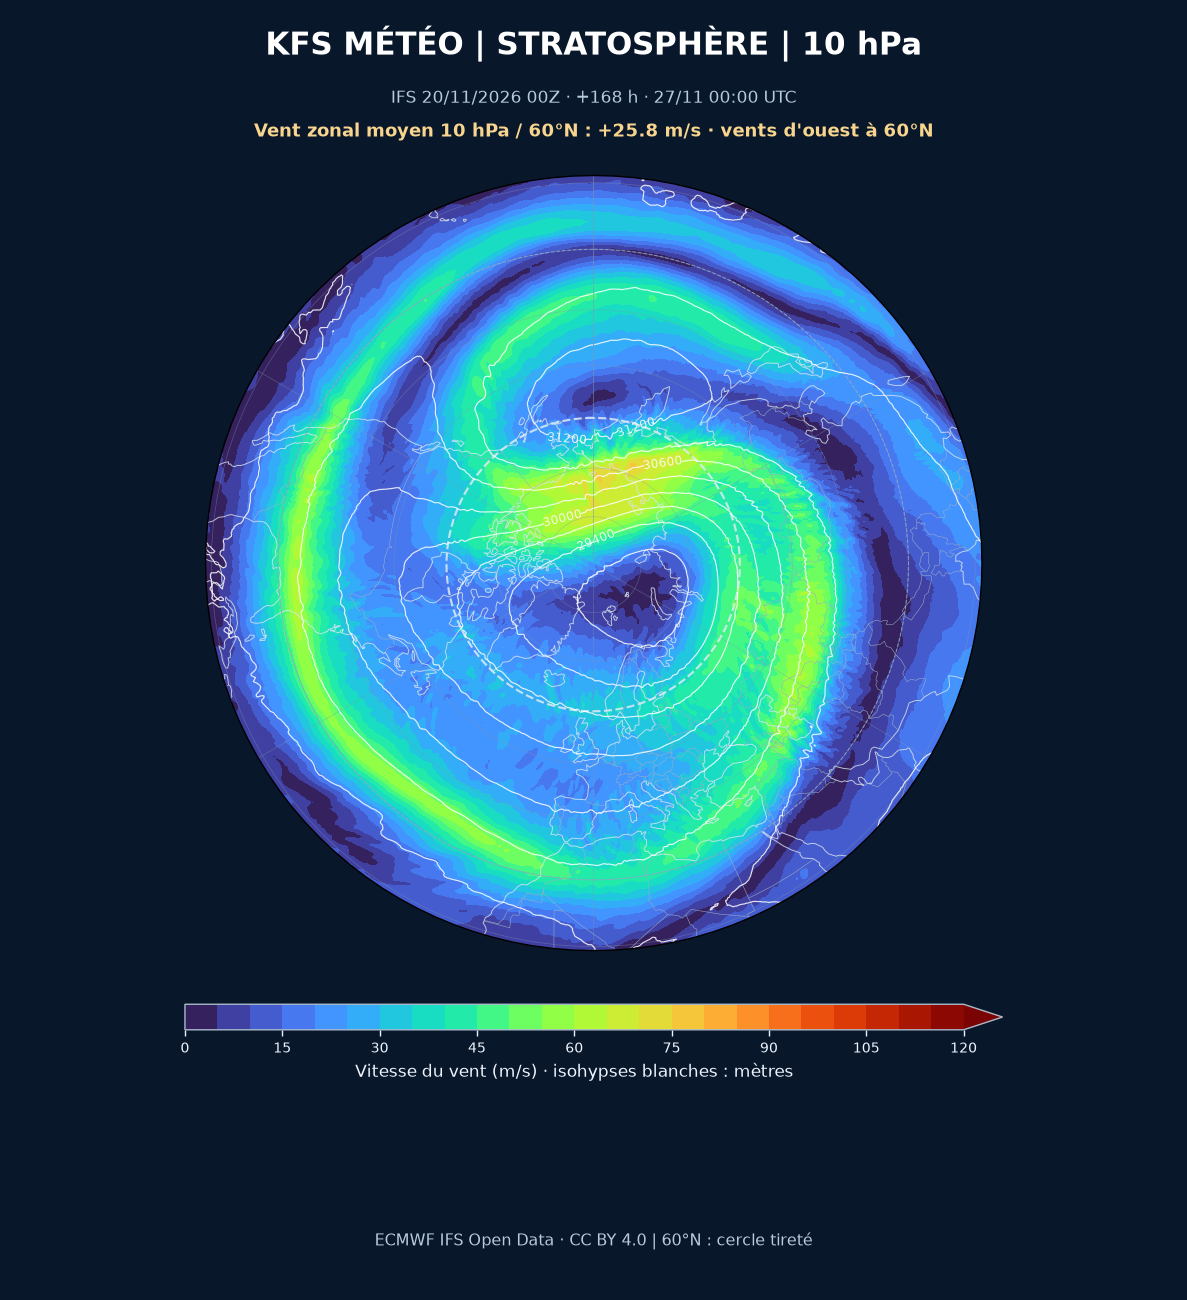 KFS MÉTÉO | STRATOSPHÈRE | 10 hPa
IFS 20/11/2026 00Z · +168 h · 27/11 00:00 UTC
Vent zonal moyen 10 hPa / 60°N : +25.8 m/s · vents d'ouest à 60°N
31200
31200
30600
30000
29400
0 15 30 45 60 75 90 105 120
Vitesse du vent (m/s) · isohypses blanches : mètres
ECMWF IFS Open Data · CC BY 4.0 | 60°N : cercle tireté